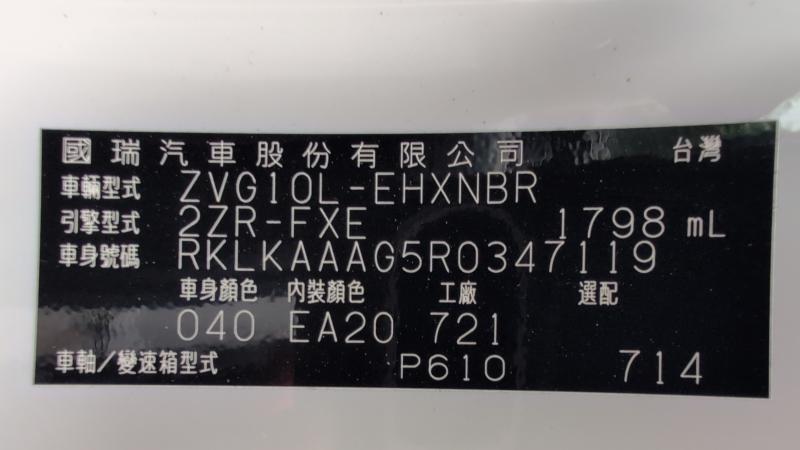 國瑞汽車股份有限公司 台灣
車輛型式 ZVG10L-EHXNBR
引擎型式 2ZR-FXE 1798 mL
車身號碼 RKLKAAAG5R0347119
車身顏色 內裝顏色 工廠 選配
040 EA20 721
車軸／變速箱型式 P610 714